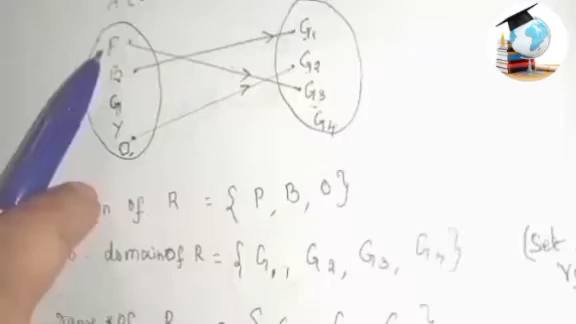 P G1
B G2
G G3
Y G4
O
n of R = { P, B, O }
domain of R = { G1, G2, G3, G4 } (Set
R = {